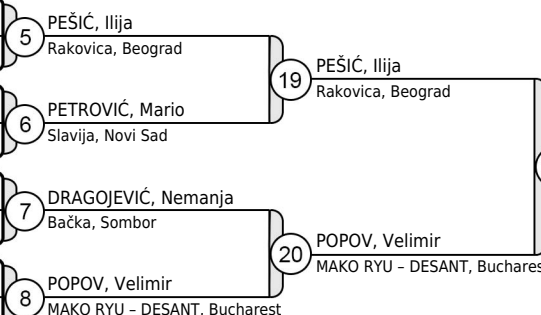 5
PEŠIĆ, Ilija
Rakovica, Beograd
19
PEŠIĆ, Ilija
Rakovica, Beograd
6
PETROVIĆ, Mario
Slavija, Novi Sad
7
DRAGOJEVIĆ, Nemanja
Bačka, Sombor
20
POPOV, Velimir
MAKO RYU – DESANT, Buchares
8
POPOV, Velimir
MAKO RYU – DESANT, Bucharest